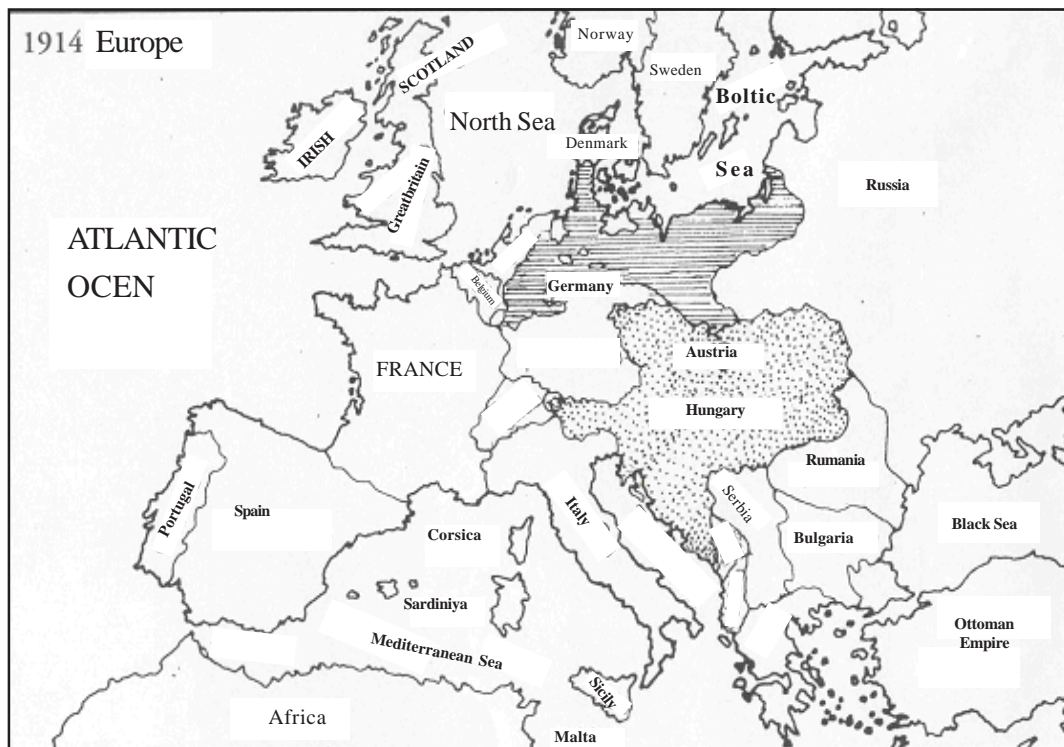 1914 Europe
Norway
SCOTLAND
Sweden
Boltic
North Sea
IRISH
Denmark
Sea
Russia
Greatbritain
ATLANTIC
OCEN
Belgium
Germany
Austria
FRANCE
Hungary
Rumania
Portugal
Spain
Italy
Serbia
Corsica
Bulgaria
Black Sea
Sardiniya
Ottoman
Empire
Mediterranean Sea
Sicily
Africa
Malta